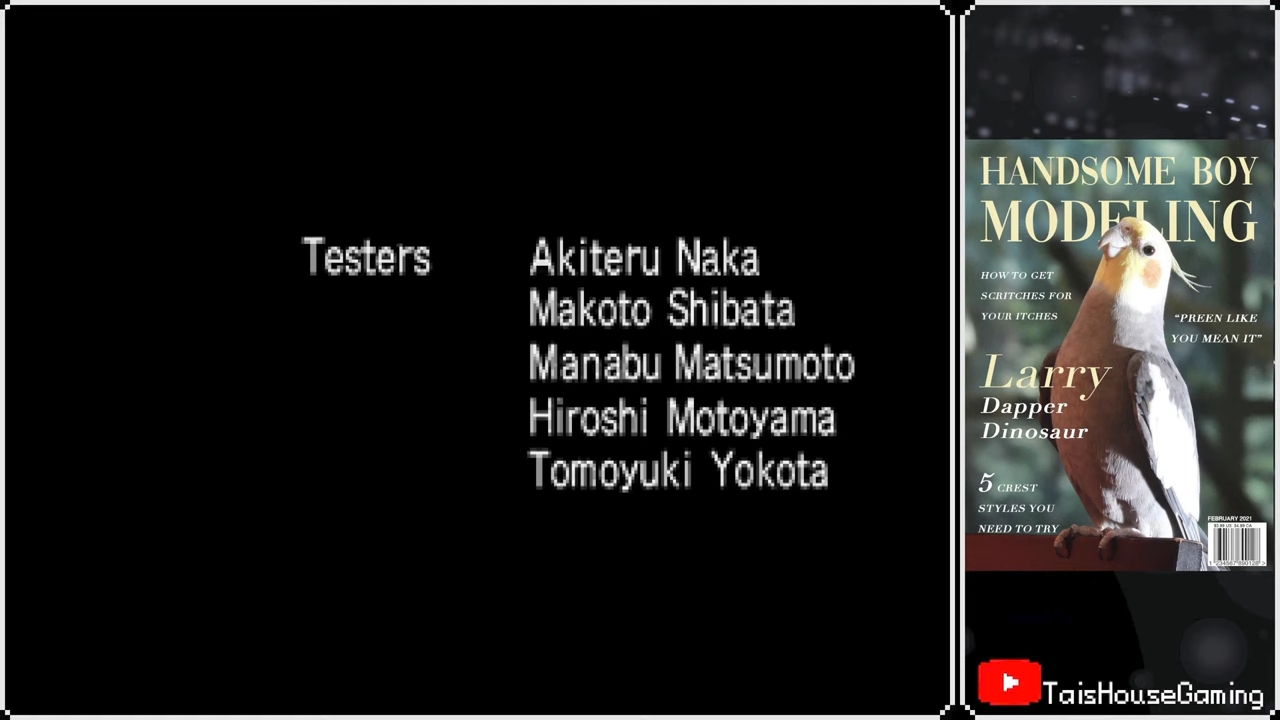 Testers
Akiteru Naka
Makoto Shibata
Manabu Matsumoto
Hiroshi Motoyama
Tomoyuki Yokota
HANDSOME BOY
MODELING
HOW TO GET
SCRITCHES FOR
YOUR ITCHES
"PREEN LIKE
YOU MEAN IT"
Larry
Dapper
Dinosaur
5 CREST
STYLES YOU
NEED TO TRY
FEBRUARY 2021
TaisHouseGaming